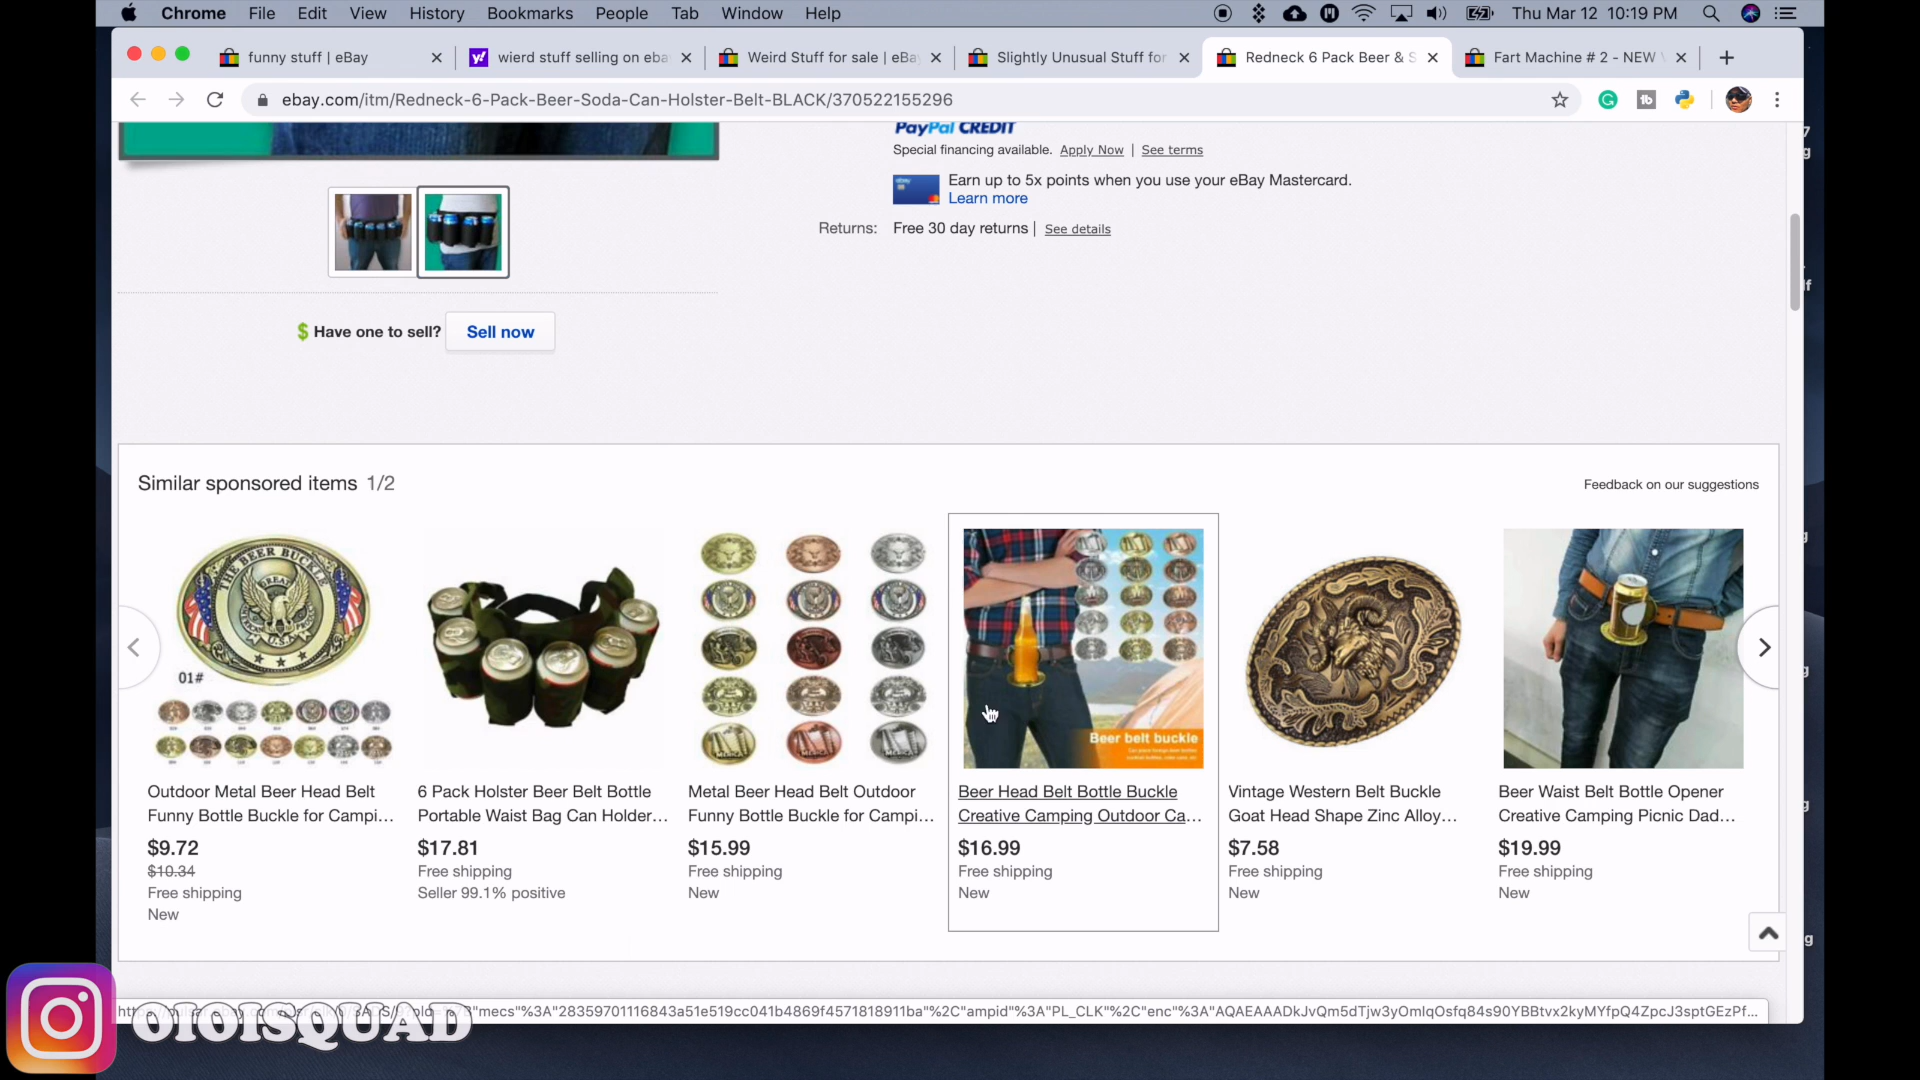 Chrome File Edit View History Bookmarks People Tab Window Help Thu Mar 12 10:19 PM
funny stuff | eBay wierd stuff selling on eba Weird Stuff for sale | eBay Slightly Unusual Stuff for Redneck 6 Pack Beer & S Fart Machine # 2 - NEW
ebay.com/itm/Redneck-6-Pack-Beer-Soda-Can-Holster-Belt-BLACK/370522155296
PayPal CREDIT
Special financing available. Apply Now | See terms
Earn up to 5x points when you use your eBay Mastercard.
Learn more
Returns: Free 30 day returns | See details
$ Have one to sell? Sell now
Similar sponsored items 1/2
Feedback on our suggestions
THE BEER BUCKLE
GREAT
01#
Beer belt buckle
Outdoor Metal Beer Head Belt
Funny Bottle Buckle for Campi...
$9.72
$10.34
Free shipping
New
6 Pack Holster Beer Belt Bottle
Portable Waist Bag Can Holder...
$17.81
Free shipping
Seller 99.1% positive
Metal Beer Head Belt Outdoor
Funny Bottle Buckle for Campi...
$15.99
Free shipping
New
Beer Head Belt Bottle Buckle
Creative Camping Outdoor Ca...
$16.99
Free shipping
New
Vintage Western Belt Buckle
Goat Head Shape Zinc Alloy...
$7.58
Free shipping
New
Beer Waist Belt Bottle Opener
Creative Camping Picnic Dad...
$19.99
Free shipping
New
OIOISQUAD